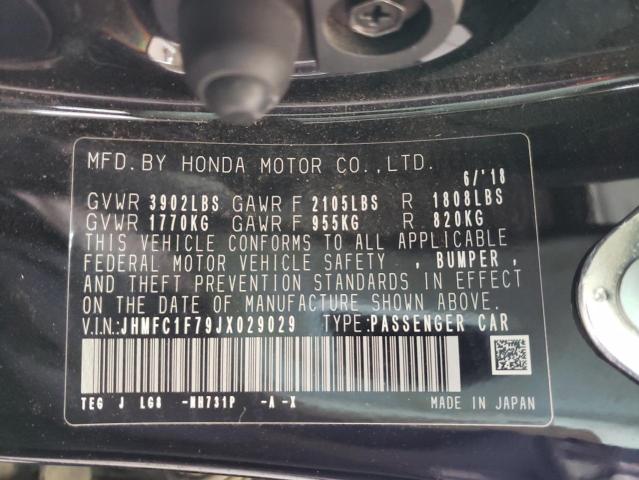 MFD. BY HONDA MOTOR CO., LTD. 6/'18
GVWR 3902LBS GAWR F 2105LBS R 1808LBS
GVWR 1770KG GAWR F 955KG R 820KG
THIS VEHICLE CONFORMS TO ALL APPLICABLE
FEDERAL MOTOR VEHICLE SAFETY , BUMPER ,
AND THEFT PREVENTION STANDARDS IN EFFECT
ON THE DATE OF MANUFACTURE SHOWN ABOVE.
V.I.N.:JHMFC1F79JX029029 TYPE:PASSENGER CAR
TEG J LG8 -NH731P -A -X
MADE IN JAPAN